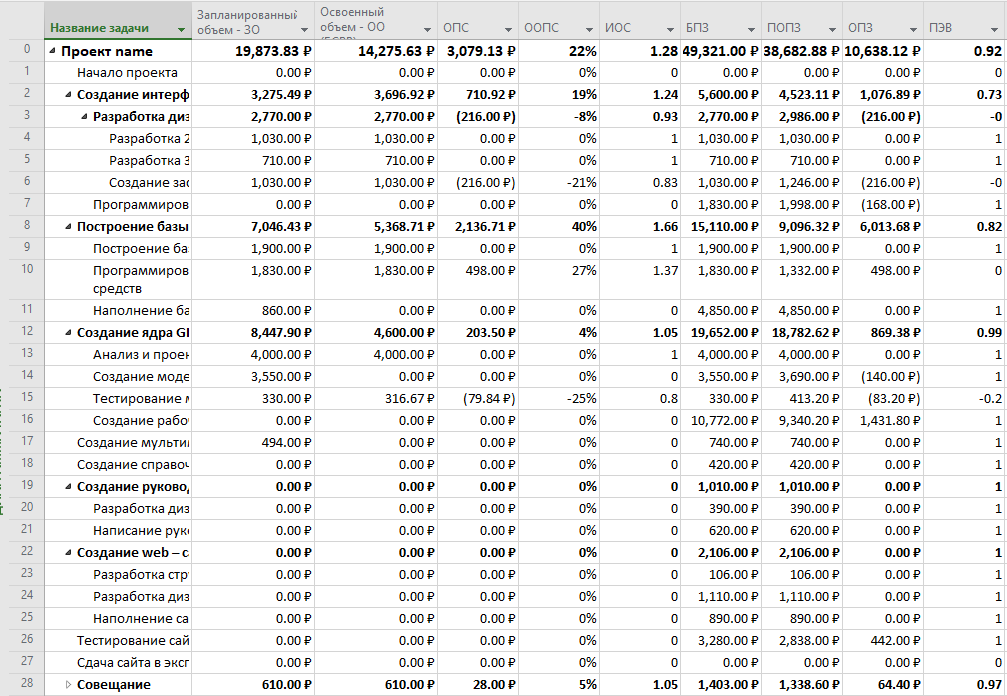 Название задачи Запланированный объем - ЗО Освоенный объем - ОО ОПС ООПС ИОС БПЗ ПОПЗ ОПЗ ПЭВ
0 Проект name 19,873.83 ₽ 14,275.63 ₽ 3,079.13 ₽ 22% 1.28 49,321.00 ₽ 38,682.88 ₽ 10,638.12 ₽ 0.92
1 Начало проекта 0.00 ₽ 0.00 ₽ 0.00 ₽ 0% 0 0.00 ₽ 0.00 ₽ 0.00 ₽ 0
2 Создание интерф 3,275.49 ₽ 3,696.92 ₽ 710.92 ₽ 19% 1.24 5,600.00 ₽ 4,523.11 ₽ 1,076.89 ₽ 0.73
3 Разработка диз 2,770.00 ₽ 2,770.00 ₽ (216.00 ₽) -8% 0.93 2,770.00 ₽ 2,986.00 ₽ (216.00 ₽) -0
4 Разработка 2 1,030.00 ₽ 1,030.00 ₽ 0.00 ₽ 0% 1 1,030.00 ₽ 1,030.00 ₽ 0.00 ₽ 1
5 Разработка 3 710.00 ₽ 710.00 ₽ 0.00 ₽ 0% 1 710.00 ₽ 710.00 ₽ 0.00 ₽ 1
6 Создание зас 1,030.00 ₽ 1,030.00 ₽ (216.00 ₽) -21% 0.83 1,030.00 ₽ 1,246.00 ₽ (216.00 ₽) -0
7 Программиров 0.00 ₽ 0.00 ₽ 0.00 ₽ 0% 0 1,830.00 ₽ 1,998.00 ₽ (168.00 ₽) 1
8 Построение базы 7,046.43 ₽ 5,368.71 ₽ 2,136.71 ₽ 40% 1.66 15,110.00 ₽ 9,096.32 ₽ 6,013.68 ₽ 0.82
9 Построение ба 1,900.00 ₽ 1,900.00 ₽ 0.00 ₽ 0% 1 1,900.00 ₽ 1,900.00 ₽ 0.00 ₽ 1
10 Программиров 1,830.00 ₽ 1,830.00 ₽ 498.00 ₽ 27% 1.37 1,830.00 ₽ 1,332.00 ₽ 498.00 ₽ 0
средств
11 Наполнение ба 860.00 ₽ 0.00 ₽ 0.00 ₽ 0% 0 4,850.00 ₽ 4,850.00 ₽ 0.00 ₽ 1
12 Создание ядра GI 8,447.90 ₽ 4,600.00 ₽ 203.50 ₽ 4% 1.05 19,652.00 ₽ 18,782.62 ₽ 869.38 ₽ 0.99
13 Анализ и проек 4,000.00 ₽ 4,000.00 ₽ 0.00 ₽ 0% 1 4,000.00 ₽ 4,000.00 ₽ 0.00 ₽ 1
14 Создание моде 3,550.00 ₽ 0.00 ₽ 0.00 ₽ 0% 0 3,550.00 ₽ 3,690.00 ₽ (140.00 ₽) 1
15 Тестирование 330.00 ₽ 316.67 ₽ (79.84 ₽) -25% 0.8 330.00 ₽ 413.20 ₽ (83.20 ₽) -0.2
16 Создание рабо 0.00 ₽ 0.00 ₽ 0.00 ₽ 0% 0 10,772.00 ₽ 9,340.20 ₽ 1,431.80 ₽ 1
17 Создание мульти 494.00 ₽ 0.00 ₽ 0.00 ₽ 0% 0 740.00 ₽ 740.00 ₽ 0.00 ₽ 1
18 Создание справоч 0.00 ₽ 0.00 ₽ 0.00 ₽ 0% 0 420.00 ₽ 420.00 ₽ 0.00 ₽ 1
19 Создание руково 0.00 ₽ 0.00 ₽ 0.00 ₽ 0% 0 1,010.00 ₽ 1,010.00 ₽ 0.00 ₽ 1
20 Разработка диз 0.00 ₽ 0.00 ₽ 0.00 ₽ 0% 0 390.00 ₽ 390.00 ₽ 0.00 ₽ 1
21 Написание рук 0.00 ₽ 0.00 ₽ 0.00 ₽ 0% 0 620.00 ₽ 620.00 ₽ 0.00 ₽ 1
22 Создание web – с 0.00 ₽ 0.00 ₽ 0.00 ₽ 0% 0 2,106.00 ₽ 2,106.00 ₽ 0.00 ₽ 1
23 Разработка стр 0.00 ₽ 0.00 ₽ 0.00 ₽ 0% 0 106.00 ₽ 106.00 ₽ 0.00 ₽ 1
24 Разработка диз 0.00 ₽ 0.00 ₽ 0.00 ₽ 0% 0 1,110.00 ₽ 1,110.00 ₽ 0.00 ₽ 1
25 Наполнение са 0.00 ₽ 0.00 ₽ 0.00 ₽ 0% 0 890.00 ₽ 890.00 ₽ 0.00 ₽ 1
26 Тестирование сай 0.00 ₽ 0.00 ₽ 0.00 ₽ 0% 0 3,280.00 ₽ 2,838.00 ₽ 442.00 ₽ 1
27 Сдача сайта в эксп 0.00 ₽ 0.00 ₽ 0.00 ₽ 0% 0 0.00 ₽ 0.00 ₽ 0.00 ₽ 0
28 Совещание 610.00 ₽ 610.00 ₽ 28.00 ₽ 5% 1.05 1,403.00 ₽ 1,338.60 ₽ 64.40 ₽ 0.97